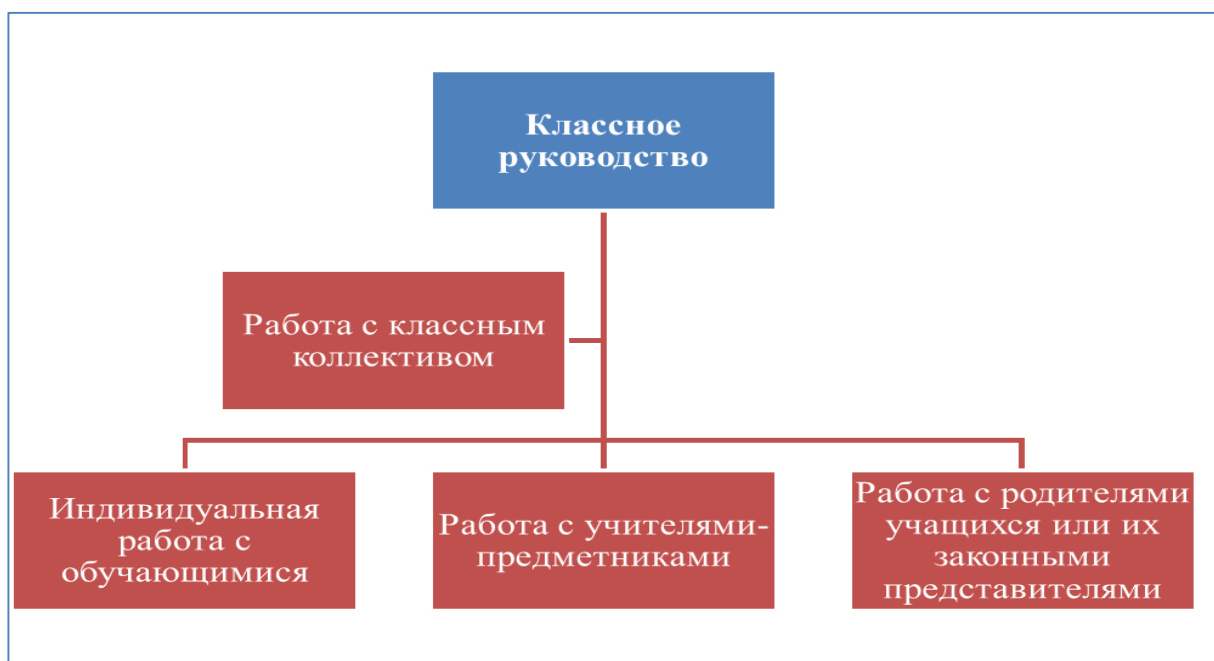 Классное
руководство
Работа с классным
коллективом
Индивидуальная
работа с
обучающимися
Работа с учителями-
предметниками
Работа с родителями
учащихся или их
законными
представителями